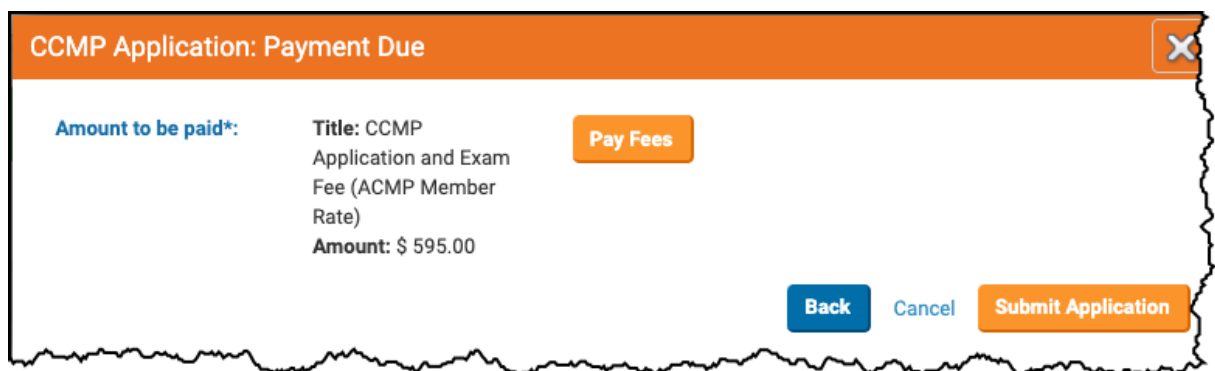 CCMP Application: Payment Due
Amount to be paid*:
Title: CCMP
Application and Exam
Fee (ACMP Member
Rate)
Amount: $ 595.00
Pay Fees
Back
Cancel
Submit Application